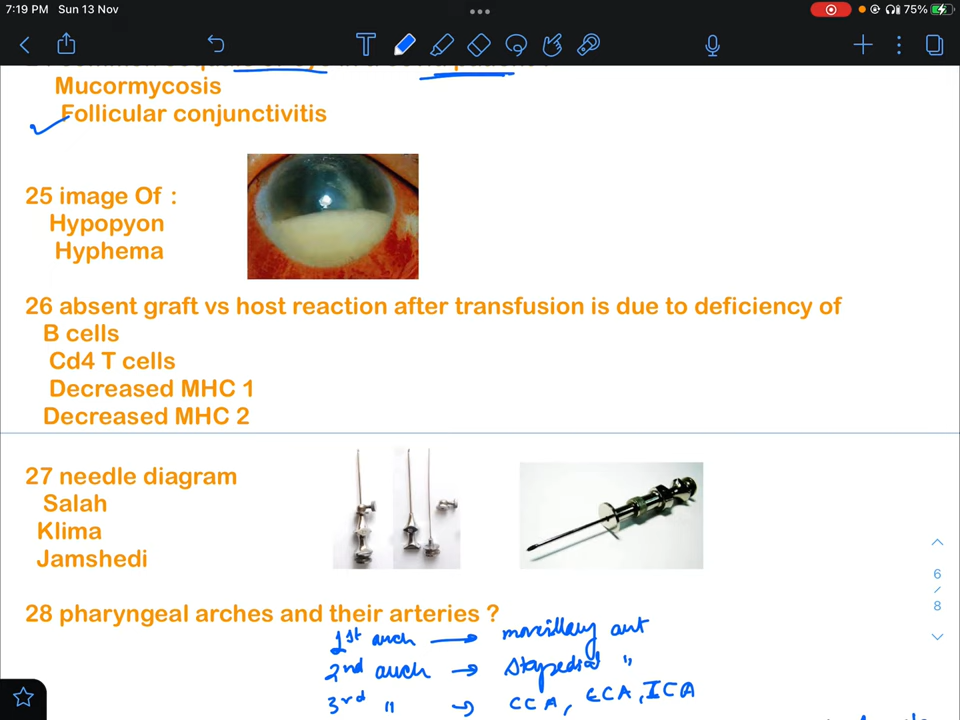 7:19 PM Sun 13 Nov
75%
T
Mucormycosis
Follicular conjunctivitis
25 image Of :
Hypopyon
Hyphema
26 absent graft vs host reaction after transfusion is due to deficiency of
B cells
Cd4 T cells
Decreased MHC 1
Decreased MHC 2
27 needle diagram
Salah
Klima
Jamshedi
28 pharyngeal arches and their arteries ?
1st arch → maxillary art
2nd arch → Stapedial "
3rd " → CCA, ECA, ICA
6
/
8